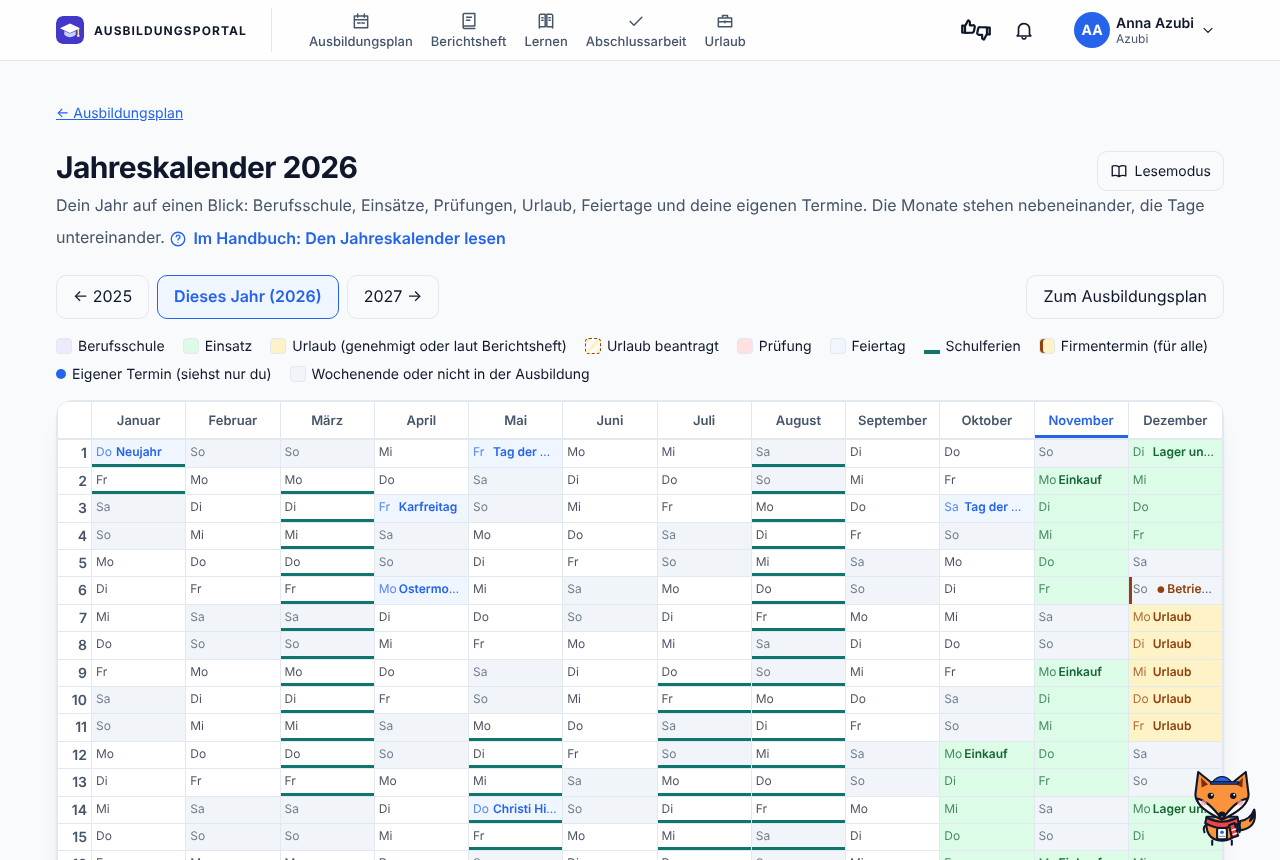 AUSBILDUNGSPORTAL
Ausbildungsplan Berichtsheft Lernen Abschlussarbeit Urlaub
AA Anna Azubi
Azubi
← Ausbildungsplan
Jahreskalender 2026
Lesemodus
Dein Jahr auf einen Blick: Berufsschule, Einsätze, Prüfungen, Urlaub, Feiertage und deine eigenen Termine. Die Monate stehen nebeneinander, die Tage
untereinander. Im Handbuch: Den Jahreskalender lesen
← 2025 Dieses Jahr (2026) 2027 → Zum Ausbildungsplan
Berufsschule Einsatz Urlaub (genehmigt oder laut Berichtsheft) Urlaub beantragt Prüfung Feiertag Schulferien Firmentermin (für alle)
Eigener Termin (siehst nur du) Wochenende oder nicht in der Ausbildung
Januar Februar März April Mai Juni Juli August September Oktober November Dezember
1 Do Neujahr So So Mi Fr Tag der ... Mo Mi Sa Di Do So Di Lager un...
2 Fr Mo Mo Do Sa Di Do So Mi Fr Mo Einkauf Mi
3 Sa Di Di Fr Karfreitag So Mi Fr Mo Do Sa Tag der ... Di Do
4 So Mi Mi Sa Mo Do Sa Di Fr So Mi Fr
5 Mo Do Do So Di Fr So Mi Sa Mo Do Sa
6 Di Fr Fr Mo Ostermo... Mi Sa Mo Do So Di Fr So Betrie...
7 Mi Sa Sa Di Do So Di Fr Mo Mi Sa Mo Urlaub
8 Do So So Mi Fr Mo Mi Sa Di Do So Di Urlaub
9 Fr Mo Mo Do Sa Di Do So Mi Fr Mo Einkauf Mi Urlaub
10 Sa Di Di Fr So Mi Fr Mo Do Sa Di Do Urlaub
11 So Mi Mi Sa Mo Do Sa Di Fr So Mi Fr Urlaub
12 Mo Do Do So Di Fr So Mi Sa Mo Einkauf Do Sa
13 Di Fr Fr Mo Mi Sa Mo Do So Di Fr So
14 Mi Sa Sa Di Do Christi Hi... So Di Fr Mo Mi Sa Mo Lager un
15 Do So So Mi Fr Mo Mi Sa Di Do So Di